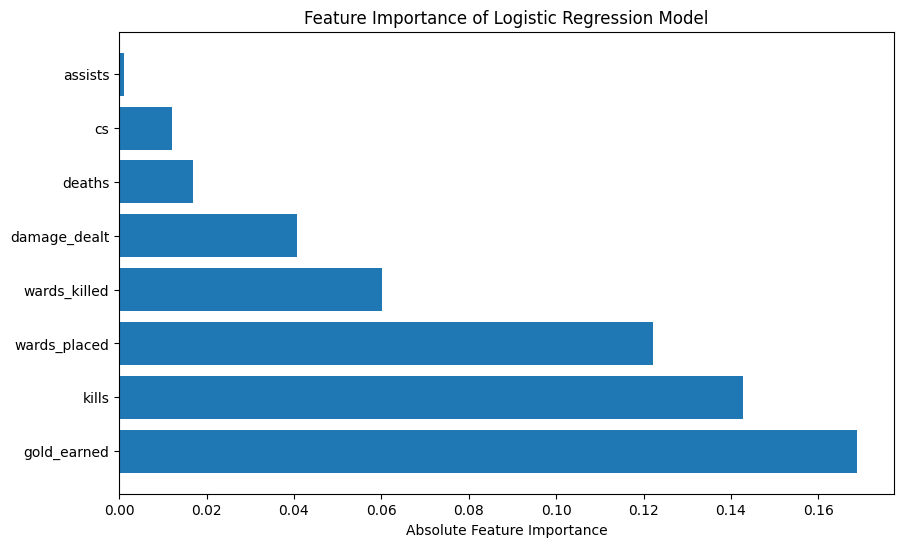 Feature Importance of Logistic Regression Model
assists
cs
deaths
damage_dealt
wards_killed
wards_placed
kills
gold_earned
0.00 0.02 0.04 0.06 0.08 0.10 0.12 0.14 0.16
Absolute Feature Importance